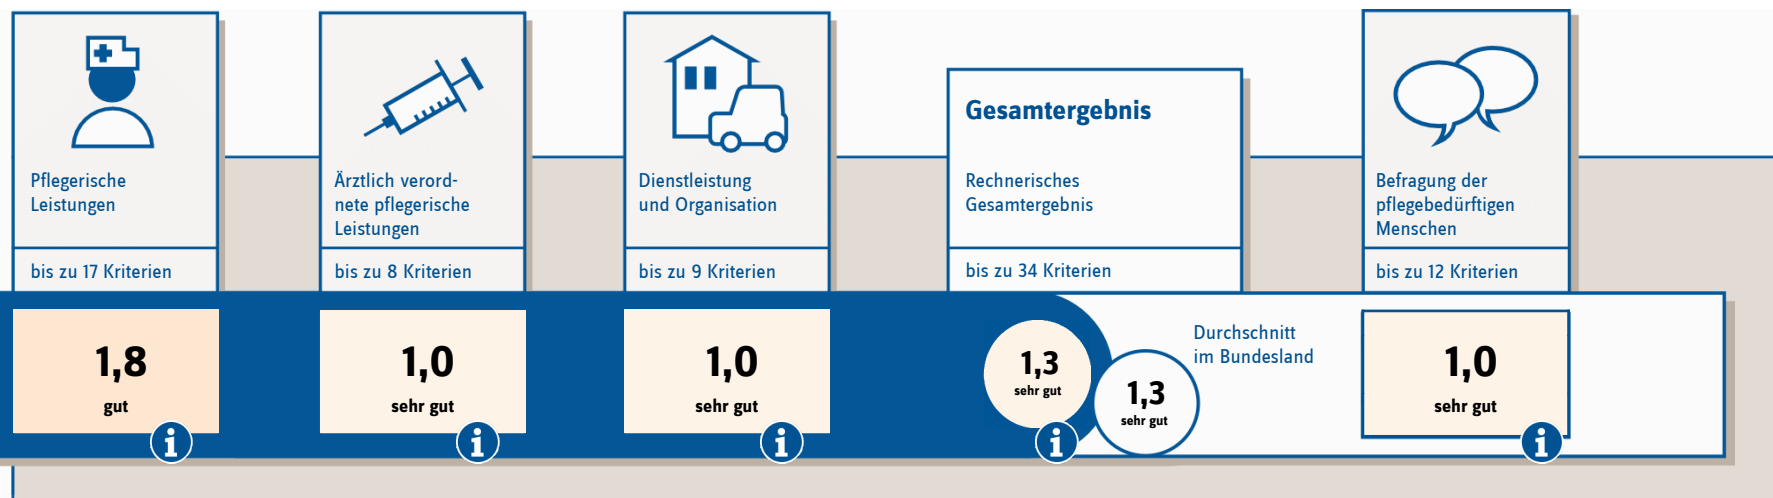 Pflegerische
Leistungen
bis zu 17 Kriterien
1,8
gut
i
Ärztlich verord-
nete pflegerische
Leistungen
bis zu 8 Kriterien
1,0
sehr gut
i
Dienstleistung
und Organisation
bis zu 9 Kriterien
1,0
sehr gut
i
Gesamtergebnis
Rechnerisches
Gesamtergebnis
bis zu 34 Kriterien
1,3
sehr gut
i
1,3
sehr gut
Durchschnitt
im Bundesland
Befragung der
pflegebedürftigen
Menschen
bis zu 12 Kriterien
1,0
sehr gut
i